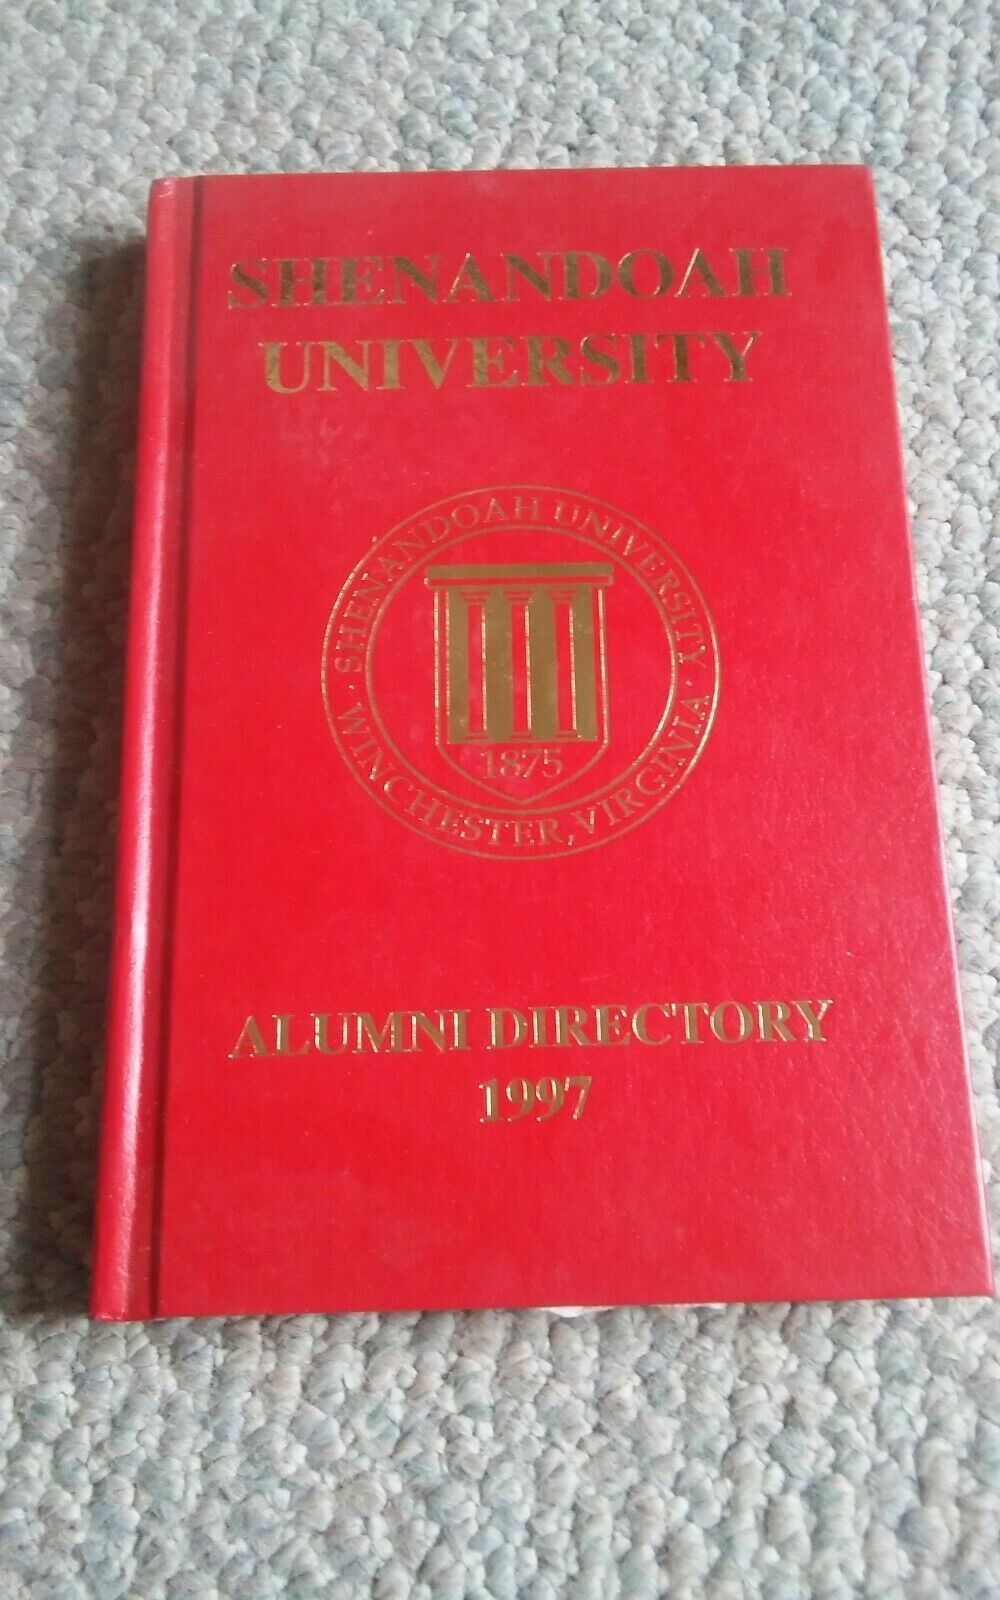 SHENANDOAH
UNIVERSITY
· SHENANDOAH UNIVERSITY ·
1875
WINCHESTER, VIRGINIA
ALUMNI DIRECTORY
1997